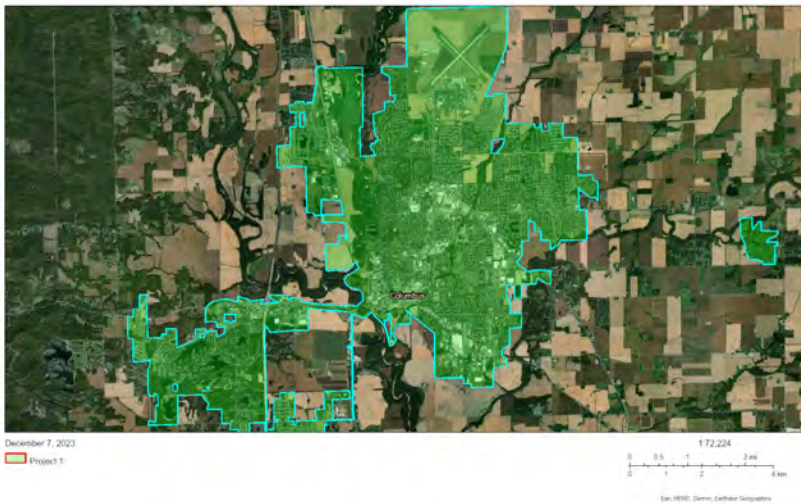 Columbus
December 7, 2023
Project 1
1:72,224
0 0.5 1 2 mi
0 1 2 4 km
Esri, HERE, Garmin, Earthstar Geographics